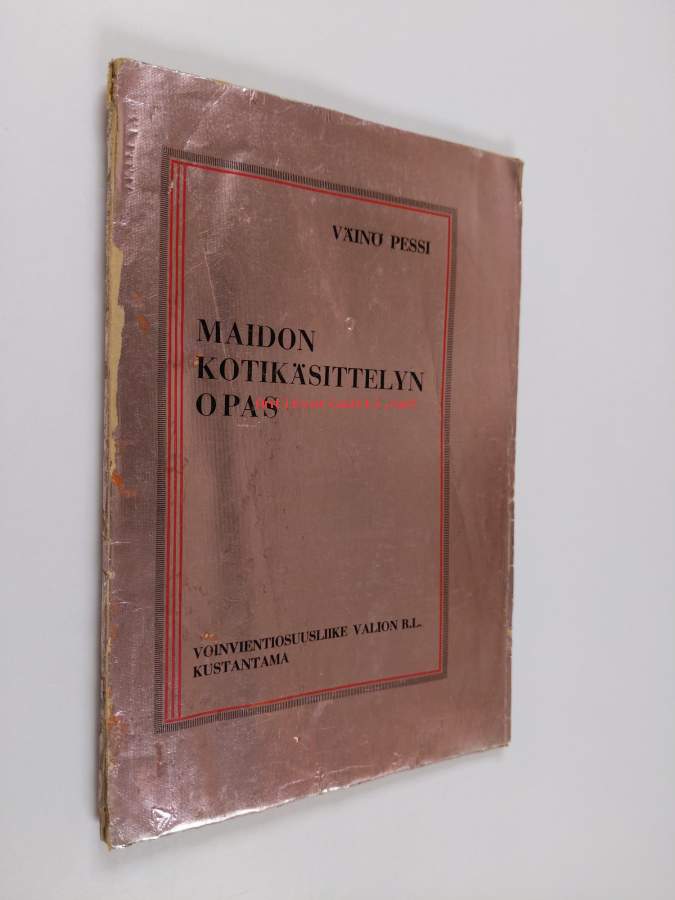 VÄINÖ PESSI
MAIDON
KOTIKÄSITTELYN
OPAS
VOINVIENTIOSUUSLIIKE VALION R.L.
KUSTANTAMA